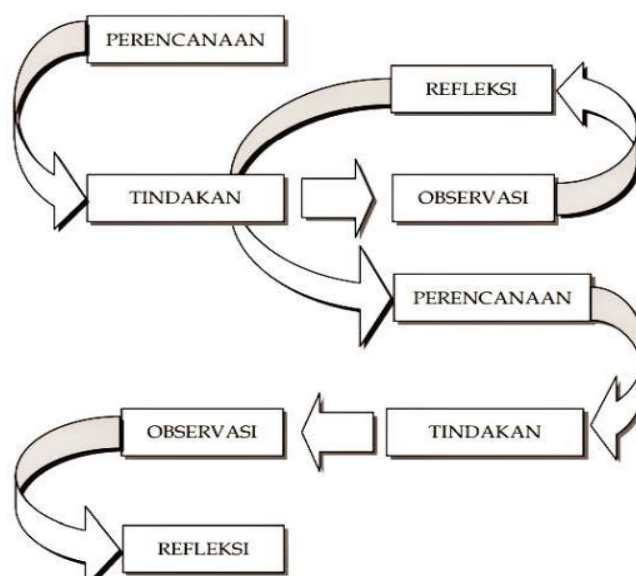 PERENCANAAN
REFLEKSI
TINDAKAN
OBSERVASI
PERENCANAAN
OBSERVASI
TINDAKAN
REFLEKSI